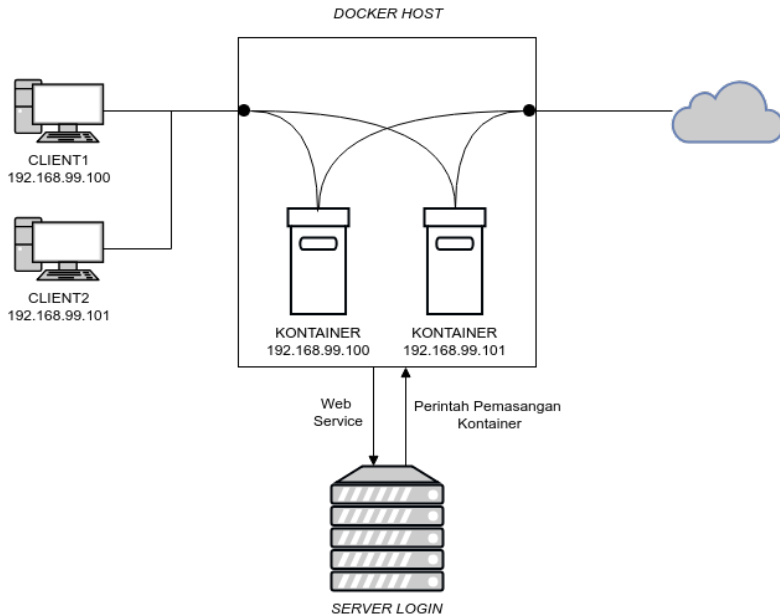 DOCKER HOST
CLIENT1
192.168.99.100
CLIENT2
192.168.99.101
KONTAINER
192.168.99.100
KONTAINER
192.168.99.101
Web
Service
Perintah Pemasangan
Kontainer
SERVER LOGIN